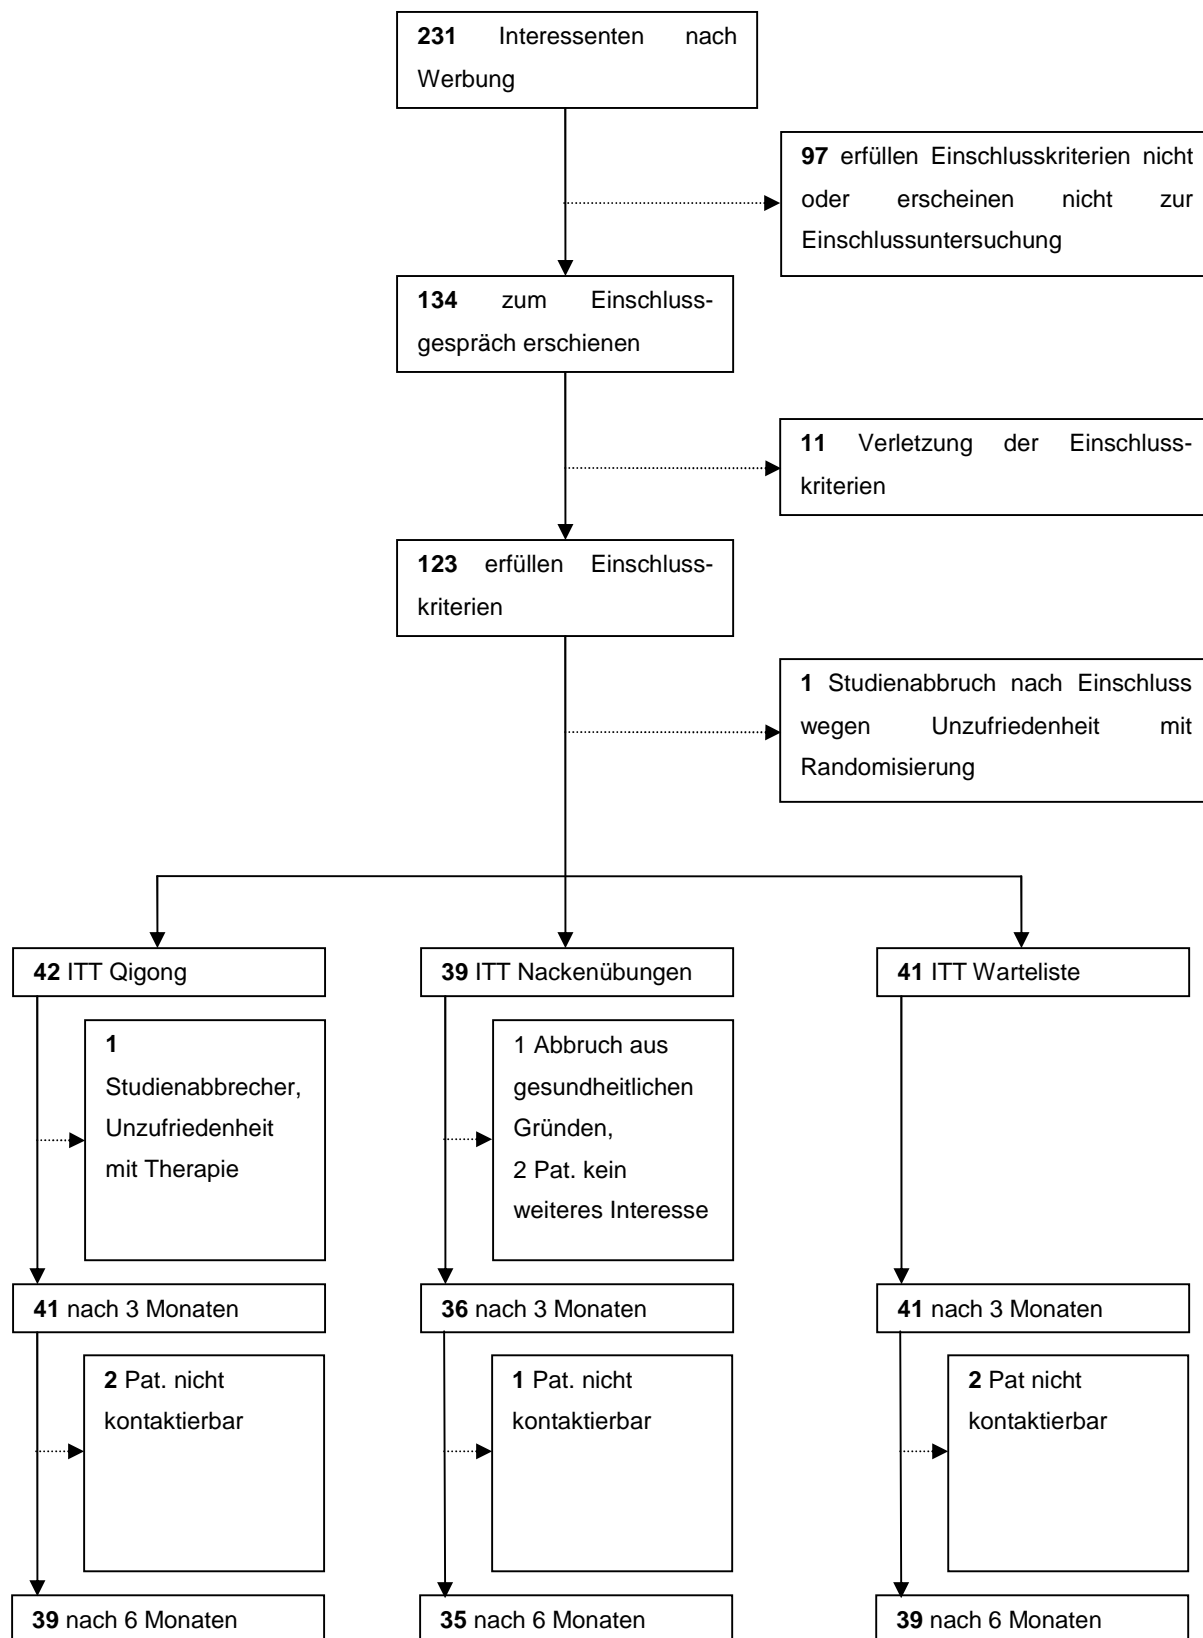 231 Interessenten nach
Werbung
97 erfüllen Einschlusskriterien nicht
oder erscheinen nicht zur
Einschlussuntersuchung
134 zum Einschluss-
gespräch erschienen
11 Verletzung der Einschluss-
kriterien
123 erfüllen Einschluss-
kriterien
1 Studienabbruch nach Einschluss
wegen Unzufriedenheit mit
Randomisierung
42 ITT Qigong
39 ITT Nackenübungen
41 ITT Warteliste
1
Studienabbrecher,
Unzufriedenheit
mit Therapie
1 Abbruch aus
gesundheitlichen
Gründen,
2 Pat. kein
weiteres Interesse
41 nach 3 Monaten
36 nach 3 Monaten
41 nach 3 Monaten
2 Pat. nicht
kontaktierbar
1 Pat. nicht
kontaktierbar
2 Pat nicht
kontaktierbar
39 nach 6 Monaten
35 nach 6 Monaten
39 nach 6 Monaten